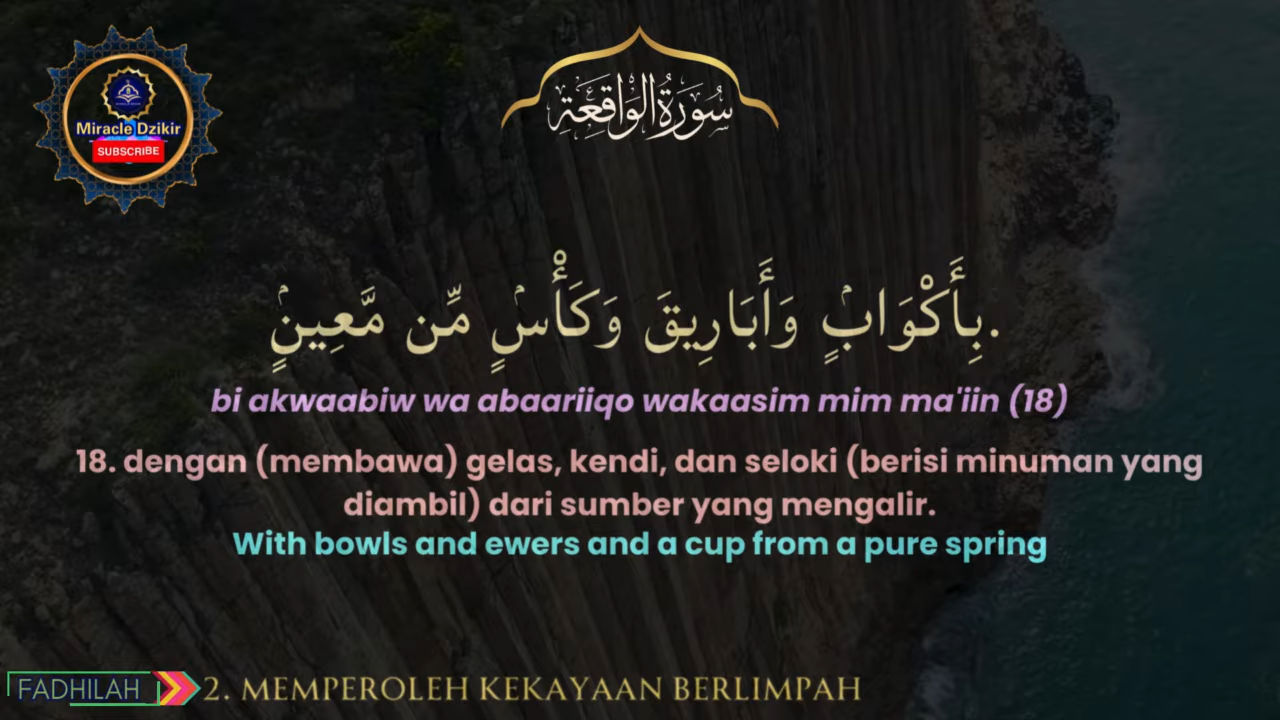 Miracle Dzikir
SUBSCRIBE
سُورَةُ الْوَاقِعَةِ
بِأَكْوَابٍۢ وَأَبَارِيقَ وَكَأْسٍۢ مِّن مَّعِينٍۢ.
bi akwaabiw wa abaariiqo wakaasim mim ma'iin (18)
18. dengan (membawa) gelas, kendi, dan seloki (berisi minuman yang
diambil) dari sumber yang mengalir.
With bowls and ewers and a cup from a pure spring
FADHILAH 2. MEMPEROLEH KEKAYAAN BERLIMPAH